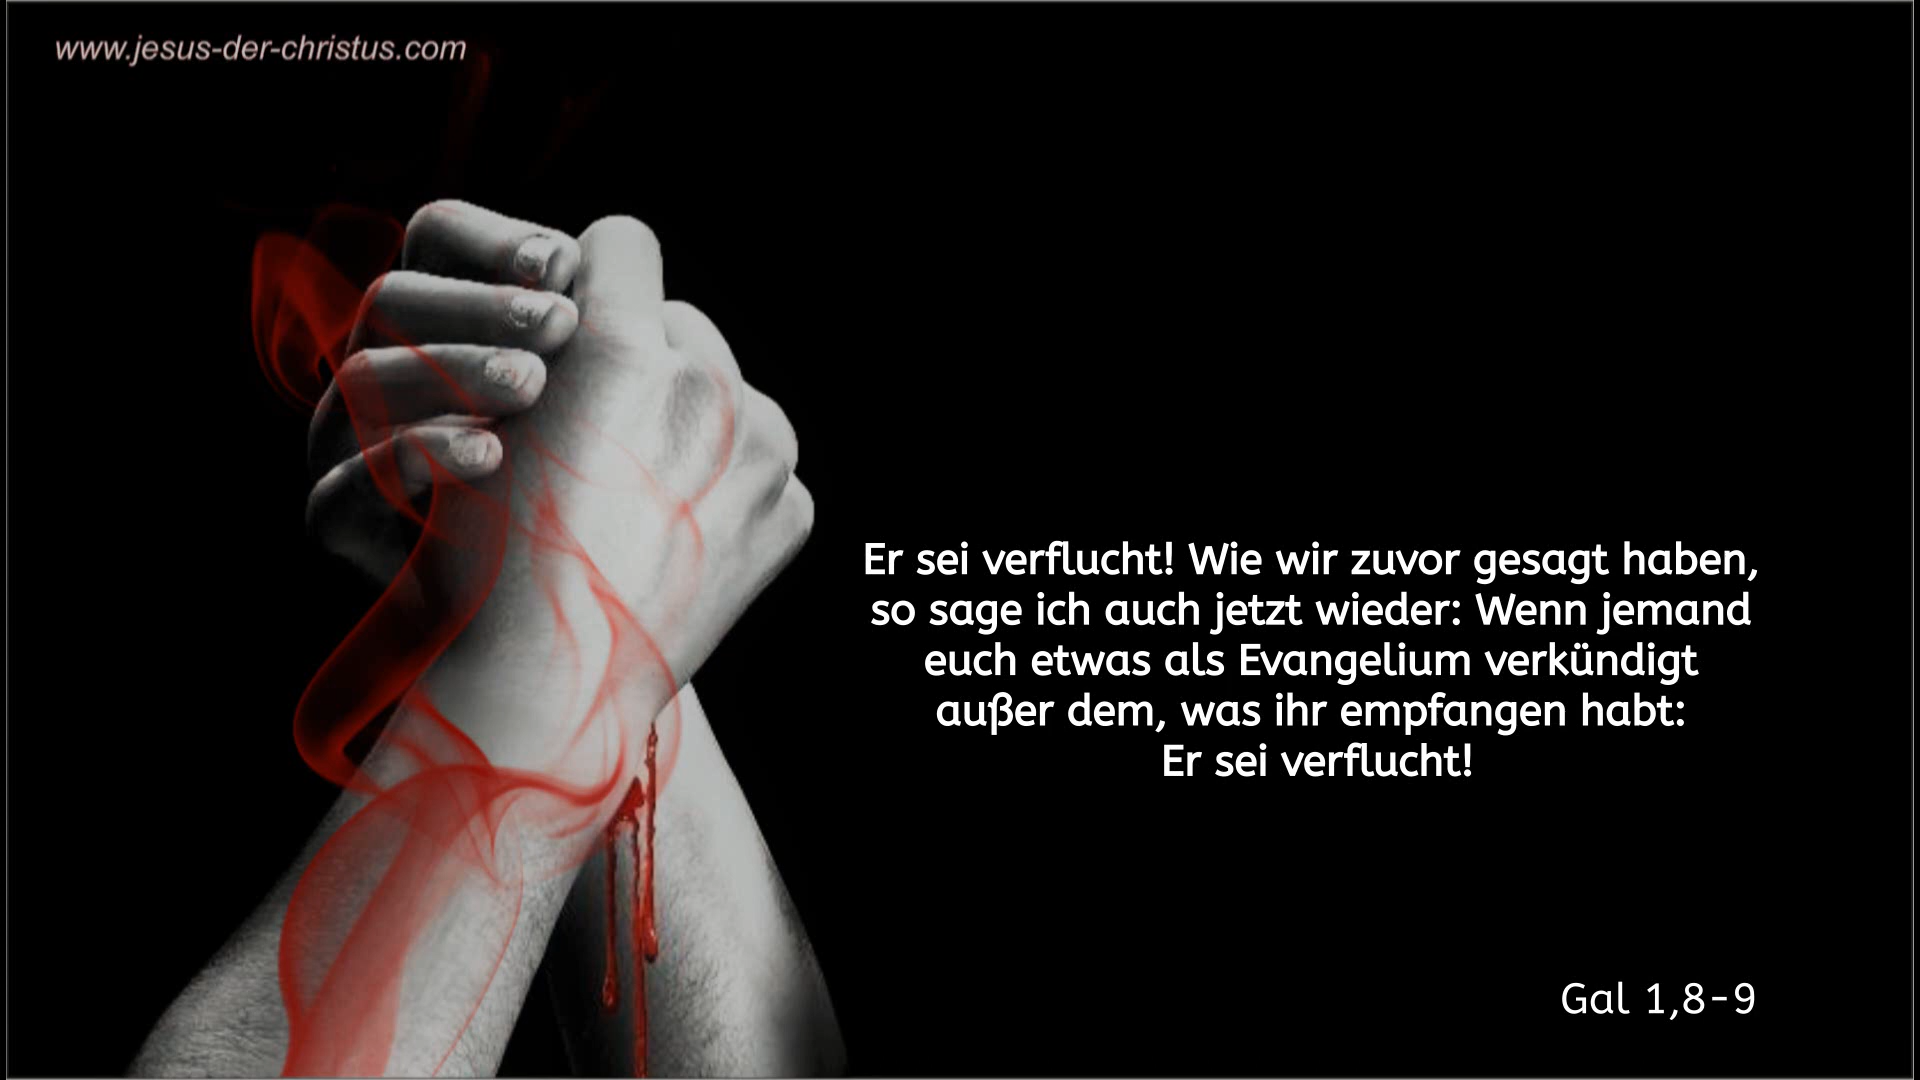 www.jesus-der-christus.com
Er sei verflucht! Wie wir zuvor gesagt haben,
so sage ich auch jetzt wieder: Wenn jemand
euch etwas als Evangelium verkündigt
außer dem, was ihr empfangen habt:
Er sei verflucht!
Gal 1,8-9